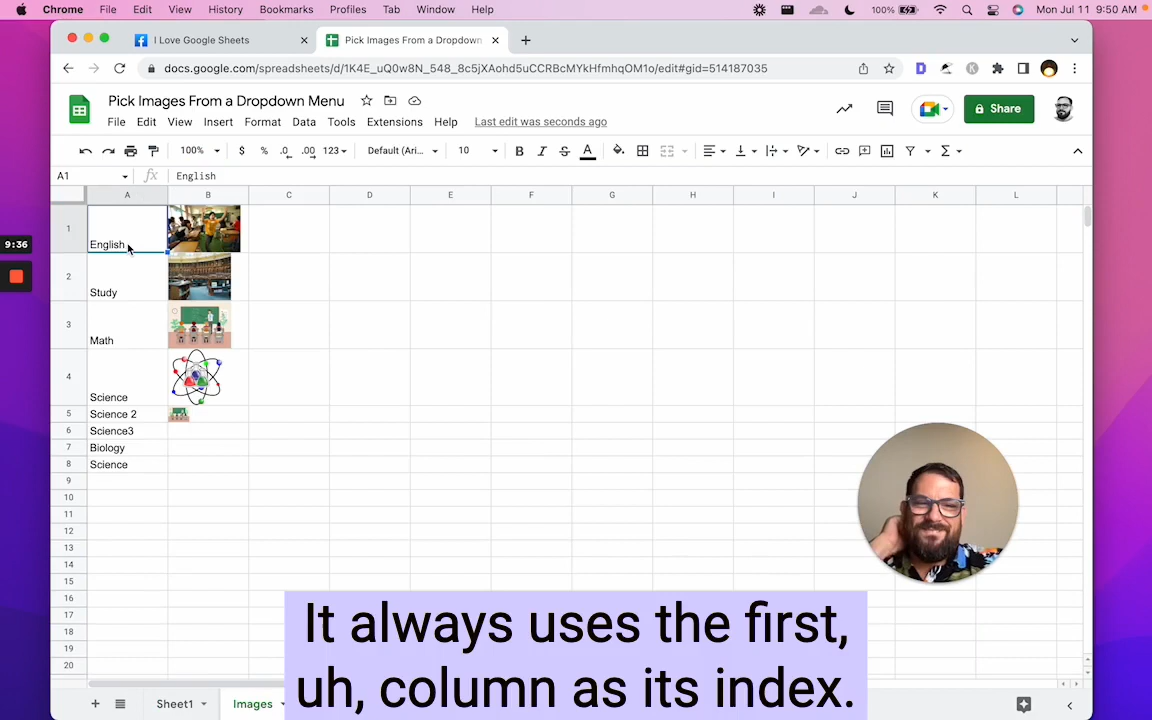 Chrome File Edit View History Bookmarks Profiles Tab Window Help 100% Mon Jul 11 9:50 AM
I Love Google Sheets
Pick Images From a Dropdown
docs.google.com/spreadsheets/d/1K4E_uQ0w8N_548_8c5jXAohd5uCCRBcMYkHfmhqOM1o/edit#gid=514187035
Pick Images From a Dropdown Menu
Share
File Edit View Insert Format Data Tools Extensions Help Last edit was seconds ago
100% $ % .0 .00 123 Default (Ari... 10 B I S A Σ
A1 fx English
A B C D E F G H I J K L
1 English
9:36
2 Study
3 Math
4 Science
5 Science 2
6 Science3
7 Biology
8 Science
9
10
11
12
13
14
15
16
17
18
19
20
It always uses the first,
uh, column as its index.
Sheet1 Images